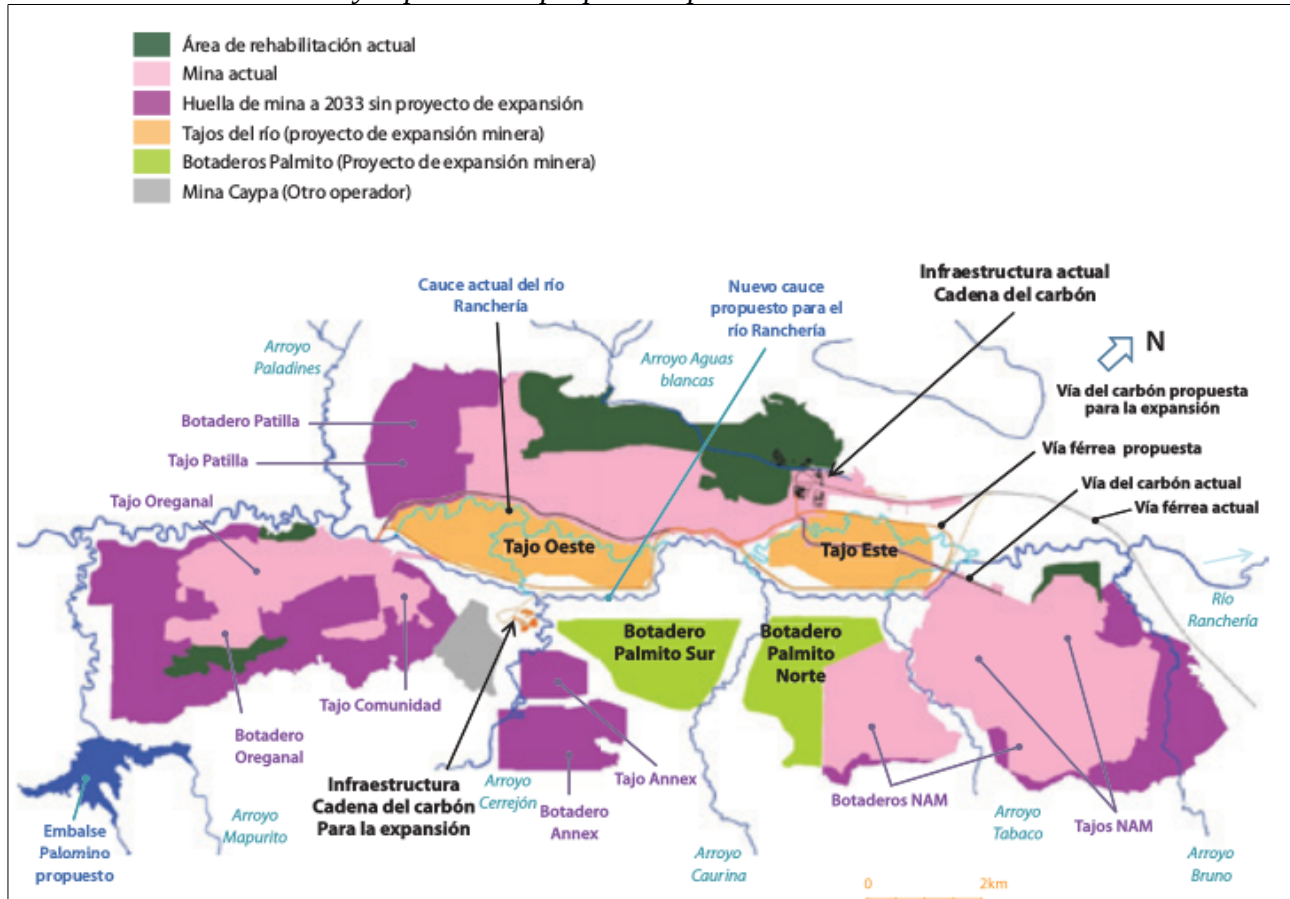 Área de rehabilitación actual
Mina actual
Huella de mina a 2033 sin proyecto de expansión
Tajos del río (proyecto de expansión minera)
Botaderos Palmito (Proyecto de expansión minera)
Mina Caypa (Otro operador)
Cauce actual del río
Ranchería
Nuevo cauce
propuesto para el
río Ranchería
Infraestructura actual
Cadena del carbón
N
Arroyo
Paladines
Arroyo Aguas
blancas
Vía del carbón propuesta
para la expansión
Botadero Patilla
Vía férrea propuesta
Tajo Patilla
Vía del carbón actual
Tajo Oreganal
Vía férrea actual
Tajo Oeste
Tajo Este
Río
Ranchería
Botadero
Palmito Sur
Botadero
Palmito
Norte
Tajo Comunidad
Botadero
Oreganal
Infraestructura
Cadena del carbón
Para la expansión
Arroyo
Cerrejón
Tajo Annex
Botadero
Annex
Botaderos NAM
Arroyo
Tabaco
Tajos NAM
Embalse
Palomino
propuesto
Arroyo
Mapurito
Arroyo
Caurina
Arroyo
Bruno
0 2km